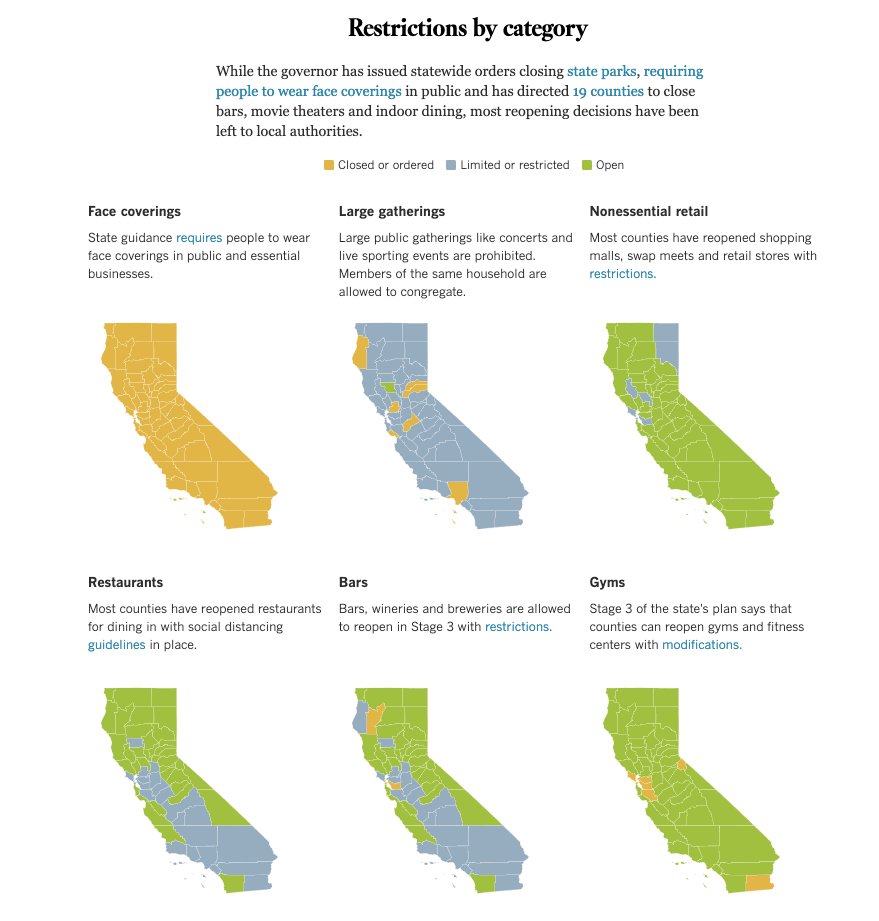 Restrictions by category
While the governor has issued statewide orders closing state parks, requiring
people to wear face coverings in public and has directed 19 counties to close
bars, movie theaters and indoor dining, most reopening decisions have been
left to local authorities.
Closed or ordered
Limited or restricted
Open
Face coverings
State guidance requires people to wear
face coverings in public and essential
businesses.
Large gatherings
Large public gatherings like concerts and
live sporting events are prohibited.
Members of the same household are
allowed to congregate.
Nonessential retail
Most counties have reopened shopping
malls, swap meets and retail stores with
restrictions.
Restaurants
Most counties have reopened restaurants
for dining in with social distancing
guidelines in place.
Bars
Bars, wineries and breweries are allowed
to reopen in Stage 3 with restrictions.
Gyms
Stage 3 of the state's plan says that
counties can reopen gyms and fitness
centers with modifications.